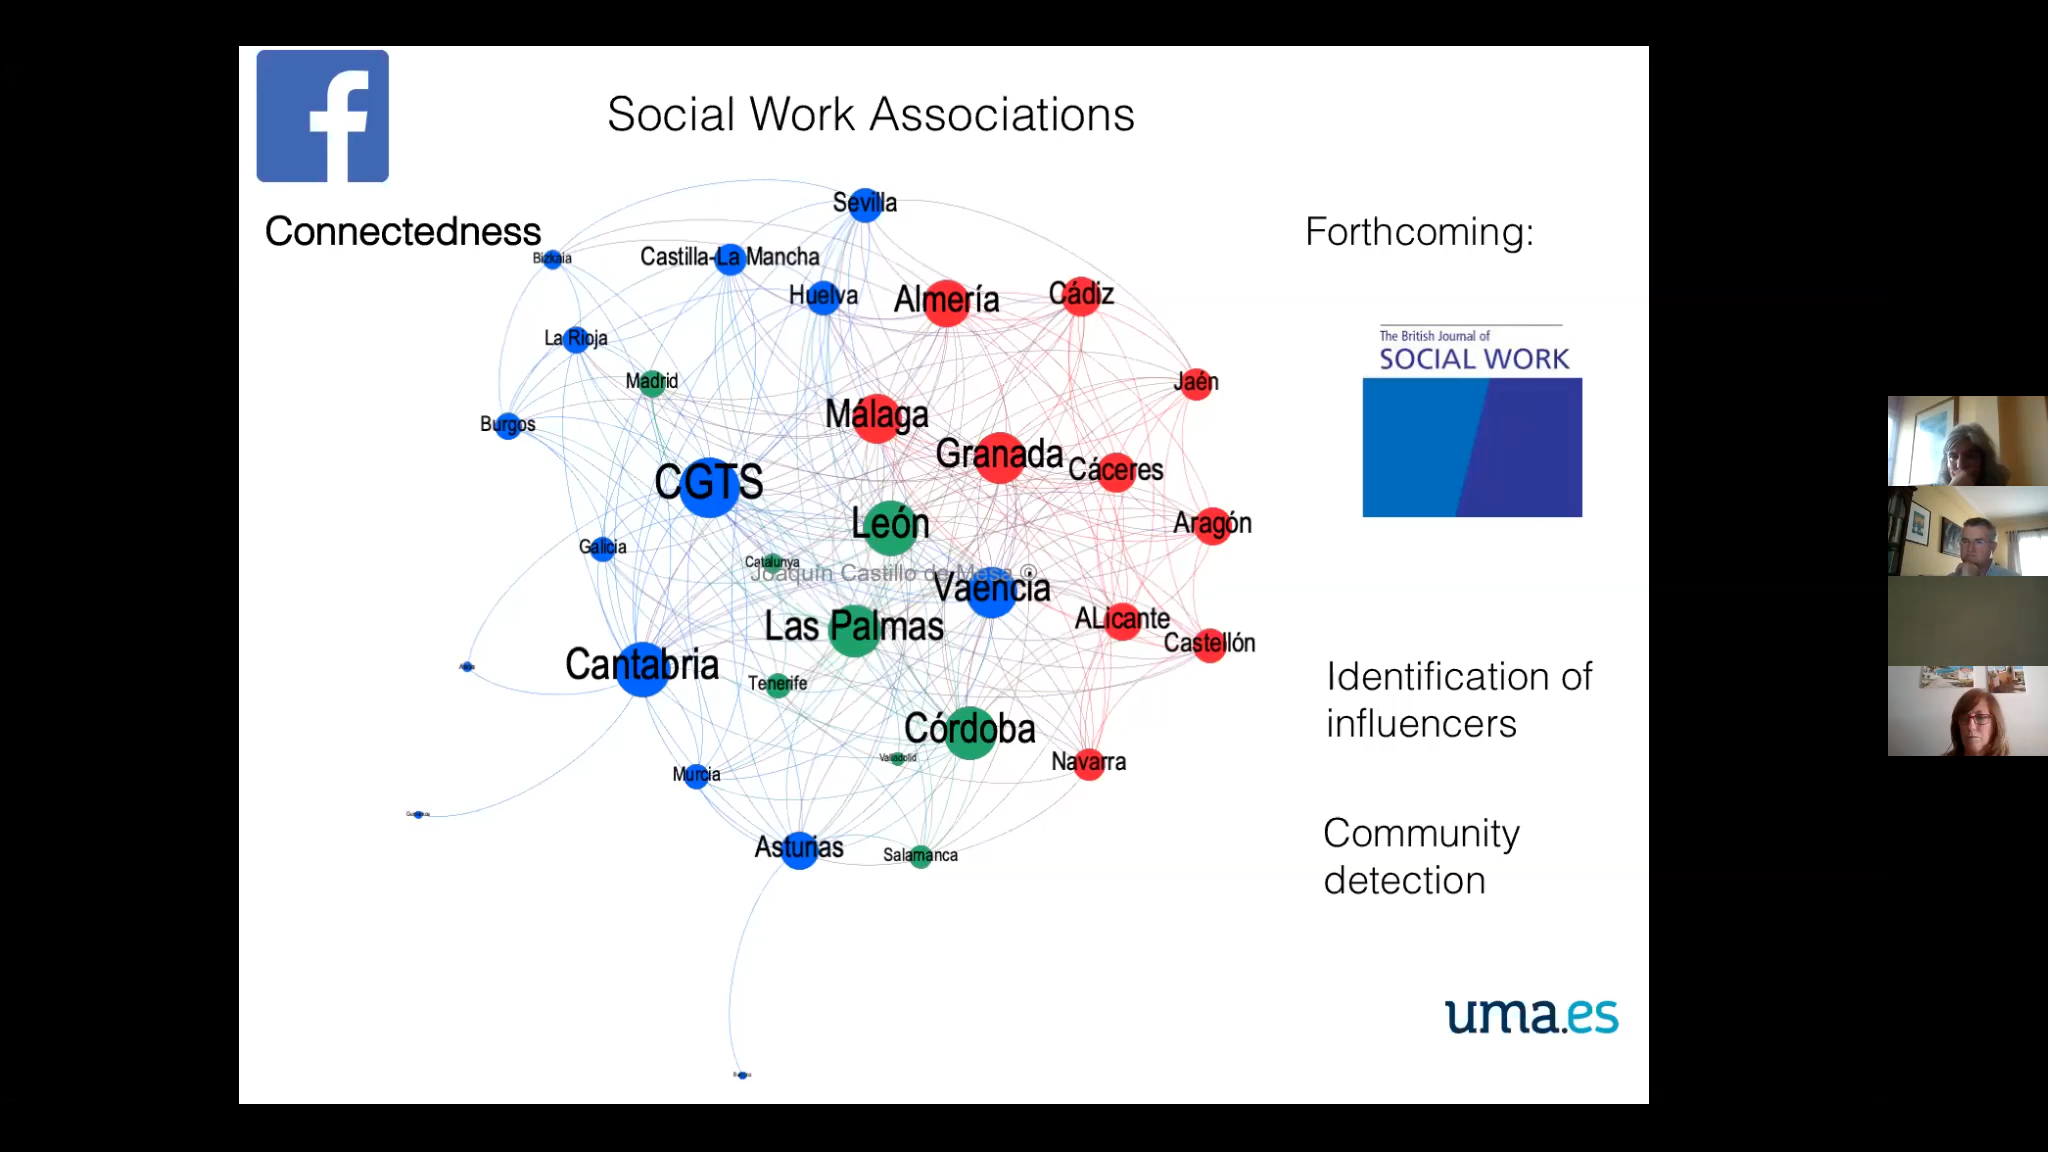 f
Social Work Associations
Connectedness
Forthcoming:
Sevilla
Bizkaia
Castilla-La Mancha
Huelva
Almería
Cádiz
La Rioja
Madrid
Jaén
Burgos
Málaga
Granada
Cáceres
CGTS
León
Aragón
Galicia
Catalunya
Joaquín Castillo de Mesa ©
Vaencia
Las Palmas
ALicante
Castellón
Cantabria
Tenerife
Córdoba
Valladolid
Navarra
Murcia
Asturias
Salamanca
The British Journal of
SOCIAL WORK
Identification of
influencers
Community
detection
uma.es